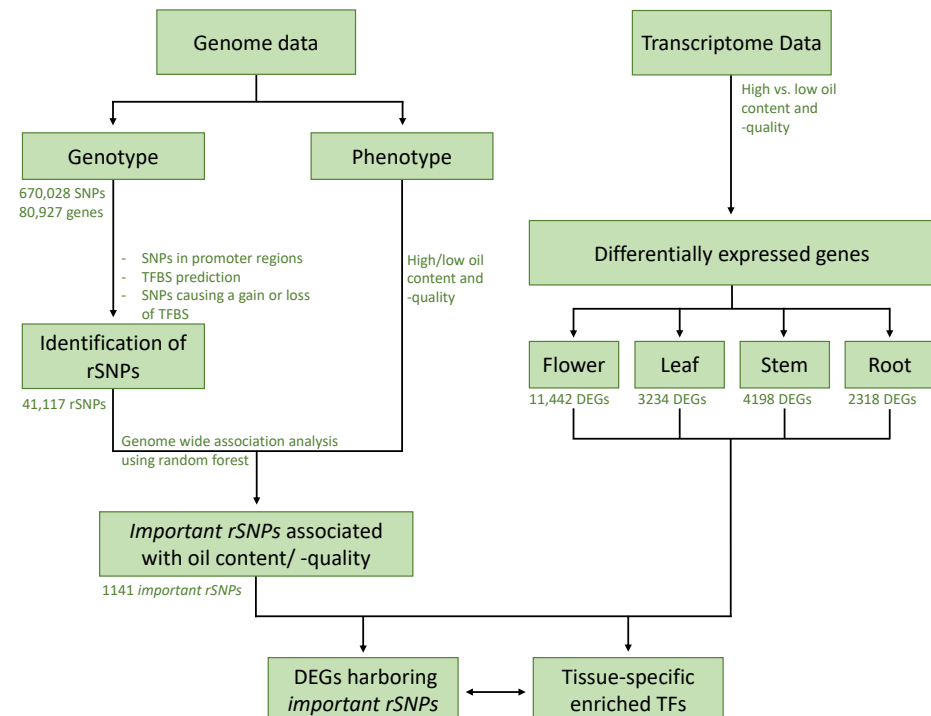 Genome data
Transcriptome Data
High vs. low oil
content and
-quality
Genotype
Phenotype
670,028 SNPs
80,927 genes
- SNPs in promoter regions
- TFBS prediction
- SNPs causing a gain or loss
of TFBS
High/low oil
content and
-quality
Differentially expressed genes
Identification of
rSNPs
41,117 rSNPs
Flower
Leaf
Stem
Root
11,442 DEGs
3234 DEGs
4198 DEGs
2318 DEGs
Genome wide association analysis
using random forest
Important rSNPs associated
with oil content/ -quality
1141 important rSNPs
DEGs harboring
important rSNPs
Tissue-specific
enriched TFs